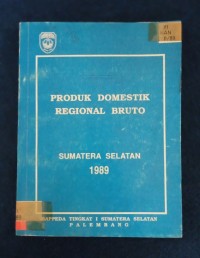 PRODUK DOMESTIK
REGIONAL BRUTO
SUMATERA SELATAN
1989
BAPPEDA TINGKAT I SUMATERA SELATAN
PALEMBANG